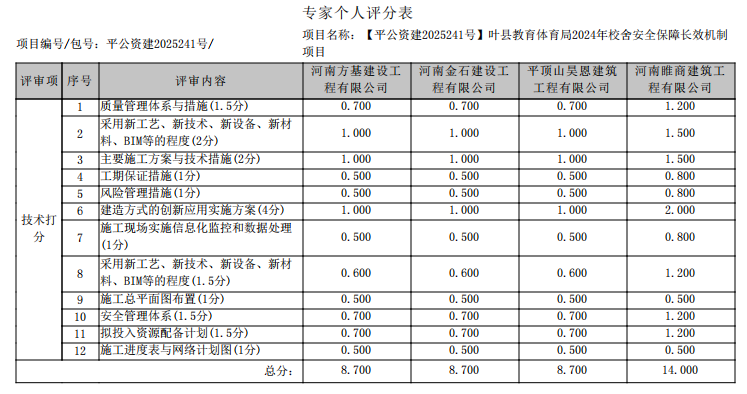 专家个人评分表
项目编号/包号: 平公资建2025241号/
项目名称: 【平公资建2025241号】叶县教育体育局2024年校舍安全保障长效机制
项目
评审项 序号 评审内容 河南方基建设工程有限公司 河南金石建设工程有限公司 平顶山昊恩建筑工程有限公司 河南睢商建筑工程有限公司
技术打分
1 质量管理体系与措施(1.5分) 0.700 0.700 0.700 1.200
2 采用新工艺、新技术、新设备、新材
料、BIM等的程度(2分) 1.000 1.000 1.000 1.500
3 主要施工方案与技术措施(2分) 1.000 1.000 1.000 1.500
4 工期保证措施(1分) 0.500 0.500 0.500 0.800
5 风险管理措施(1分) 0.500 0.500 0.500 0.800
6 建造方式的创新应用实施方案(4分) 1.000 1.000 1.000 2.000
7 施工现场实施信息化监控和数据处理
(1分) 0.500 0.500 0.500 0.800
8 采用新工艺、新技术、新设备、新材
料、BIM等的程度(1.5分) 0.600 0.600 0.600 1.200
9 施工总平面图布置(1分) 0.500 0.500 0.500 0.500
10 安全管理体系(1.5分) 0.700 0.700 0.700 1.200
11 拟投入资源配备计划(1.5分) 0.700 0.700 0.700 1.200
12 施工进度表与网络计划图(1分) 0.500 0.500 0.500 0.500
总分: 8.700 8.700 8.700 14.000